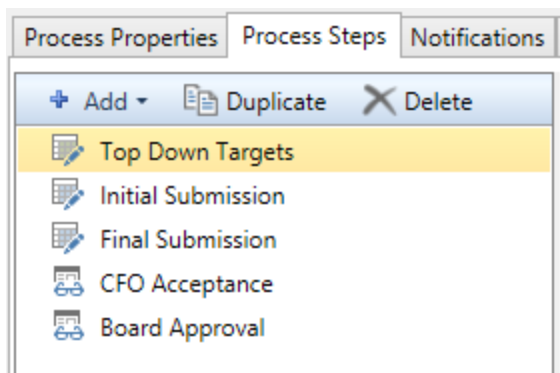 Process Properties Process Steps Notifications
Add Duplicate Delete
Top Down Targets
Initial Submission
Final Submission
CFO Acceptance
Board Approval